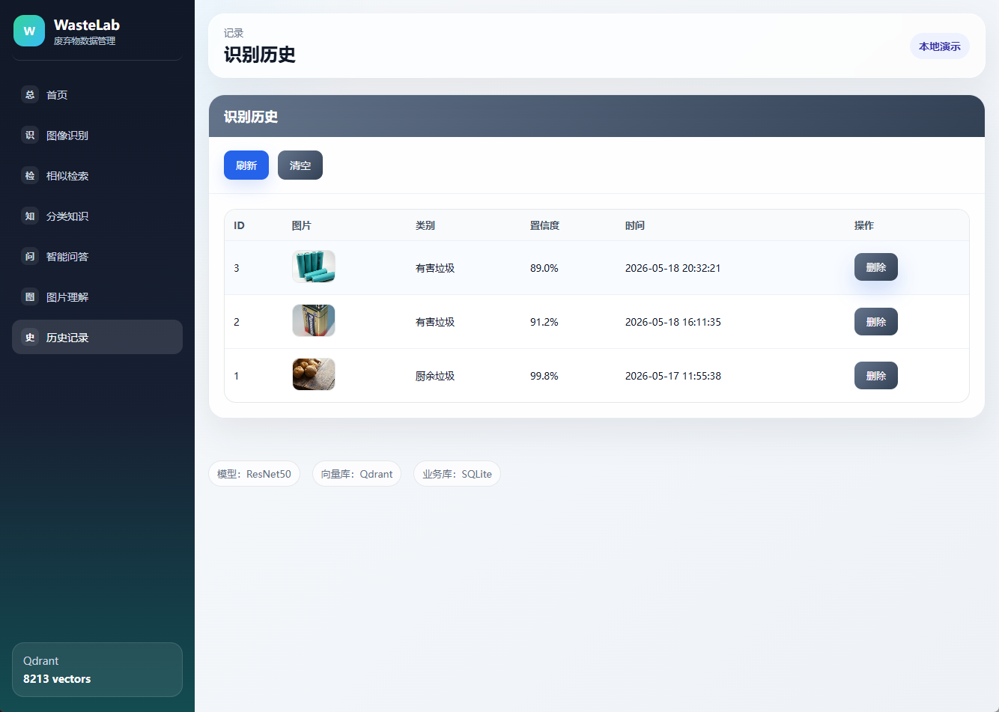 W
WasteLab
废弃物数据管理
总 首页
识 图像识别
检 相似检索
知 分类知识
问 智能问答
图 图片理解
史 历史记录
Qdrant
8213 vectors
记录
识别历史
本地演示
识别历史
刷新 清空
ID 图片 类别 置信度 时间 操作
3 有害垃圾 89.0% 2026-05-18 20:32:21 删除
2 有害垃圾 91.2% 2026-05-18 16:11:35 删除
1 厨余垃圾 99.8% 2026-05-17 11:55:38 删除
模型：ResNet50 向量库：Qdrant 业务库：SQLite